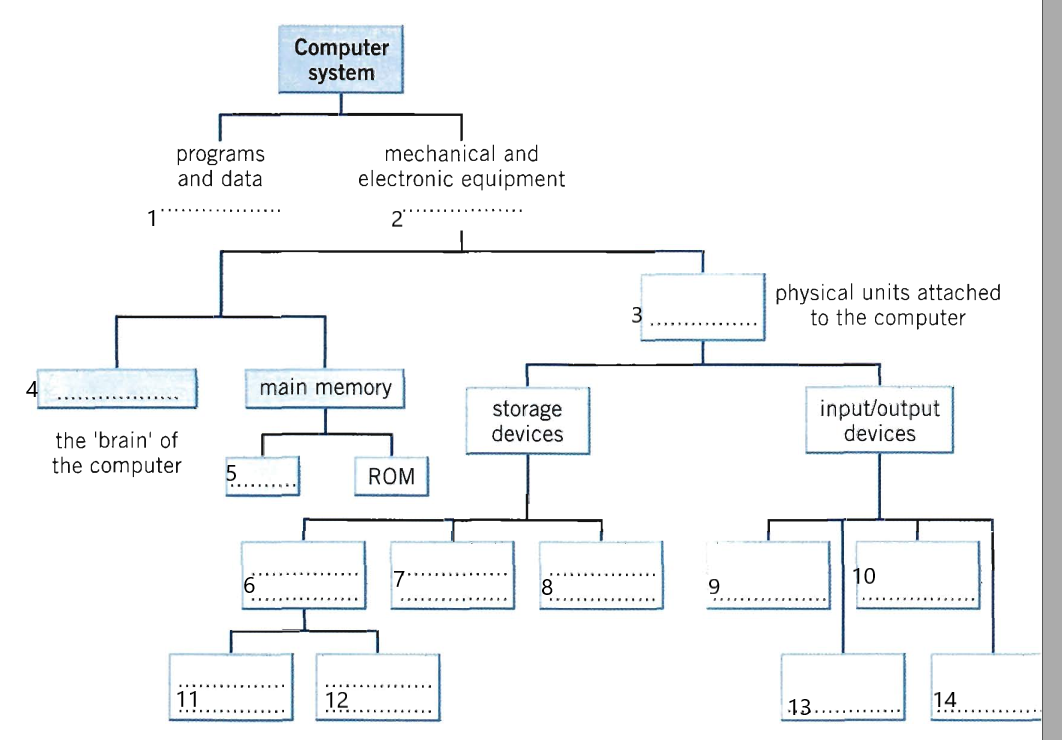 Computer
system
programs
and data
mechanical and
electronic equipment
1 ..................
2 ..................
physical units attached
to the computer
3 ................
4 ..................
main memory
storage
devices
input/output
devices
the 'brain' of
the computer
5 ..........
ROM
6 .................
7 .................
8 .................
9 .................
10
11 .................
12 .................
13 .................
14 .................